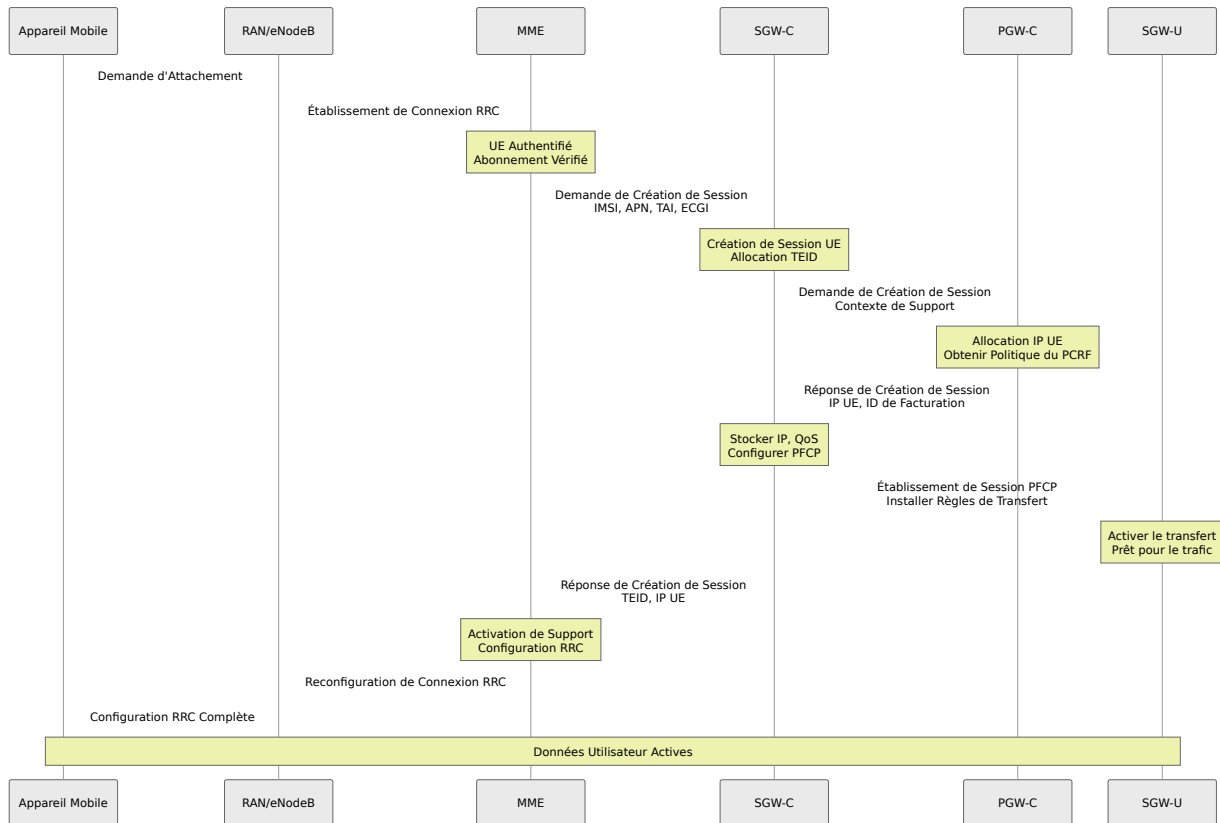 Appareil Mobile
RAN/eNodeB
MME
SGW-C
PGW-C
SGW-U
Demande d'Attachement
Établissement de Connexion RRC
UE Authentifié
Abonnement Vérifié
Demande de Création de Session
IMSI, APN, TAI, ECGI
Création de Session UE
Allocation TEID
Demande de Création de Session
Contexte de Support
Allocation IP UE
Obtenir Politique du PCRF
Réponse de Création de Session
IP UE, ID de Facturation
Stocker IP, QoS
Configurer PFCP
Établissement de Session PFCP
Installer Règles de Transfert
Activer le transfert
Prêt pour le trafic
Réponse de Création de Session
TEID, IP UE
Activation de Support
Configuration RRC
Reconfiguration de Connexion RRC
Configuration RRC Complète
Données Utilisateur Actives
Appareil Mobile
RAN/eNodeB
MME
SGW-C
PGW-C
SGW-U